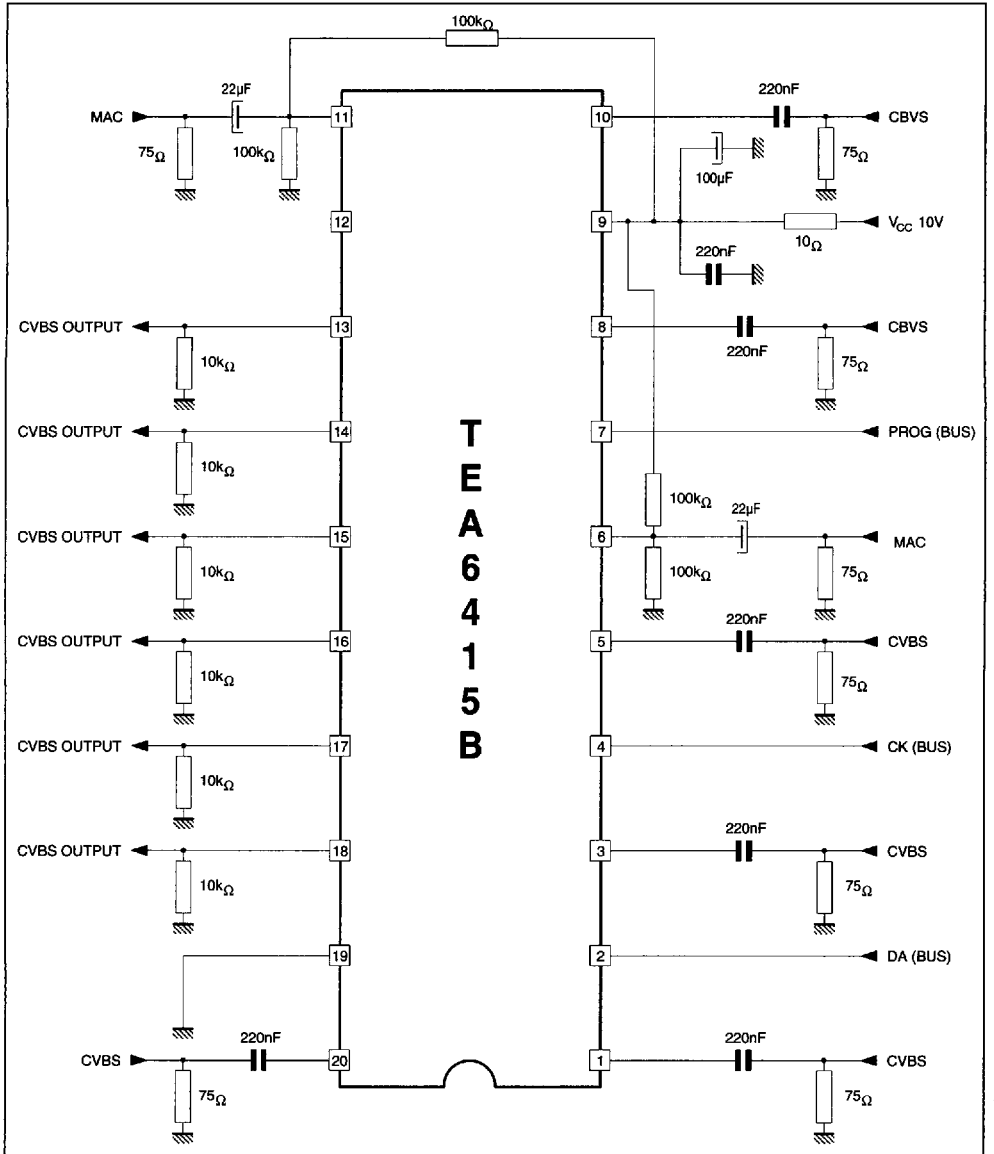 100kΩ
22µF
220nF
MAC
11
10
CBVS
75Ω
100kΩ
100µF
75Ω
12
9
VCC 10V
10Ω
220nF
CVBS OUTPUT
13
8
CBVS
10kΩ
220nF
75Ω
CVBS OUTPUT
14
7
PROG (BUS)
10kΩ
100kΩ
22µF
CVBS OUTPUT
15
6
MAC
10kΩ
100kΩ
75Ω
220nF
CVBS OUTPUT
16
5
CVBS
10kΩ
75Ω
CVBS OUTPUT
17
4
CK (BUS)
10kΩ
220nF
CVBS OUTPUT
18
3
CVBS
10kΩ
75Ω
19
2
DA (BUS)
220nF
220nF
CVBS
20
1
CVBS
75Ω
75Ω
T
E
A
6
4
1
5
B